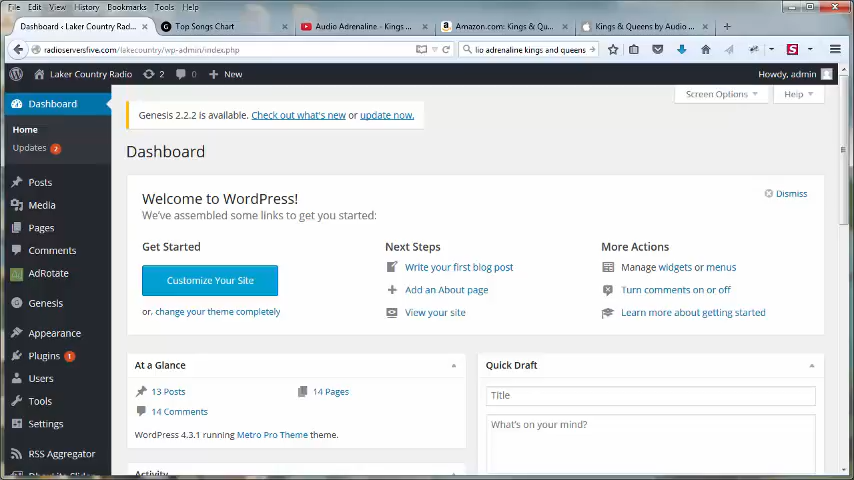 File Edit View History Bookmarks Tools Help
Dashboard ‹ Laker Country Rad...
Top Songs Chart
Audio Adrenaline - Kings ...
Amazon.com: Kings & Qu...
Kings & Queens by Audio ...
radioserversfive.com/lakecountry/wp-admin/index.php
lio adrenaline kings and queens
Laker Country Radio 2 0 New
Howdy, admin
Screen Options Help
Dashboard
Home
Updates 2
Posts
Media
Pages
Comments
AdRotate
Genesis
Appearance
Plugins 1
Users
Tools
Settings
RSS Aggregator
Genesis 2.2.2 is available. Check out what's new or update now.
Dashboard
Welcome to WordPress!
Dismiss
We've assembled some links to get you started:
Get Started
Customize Your Site
or, change your theme completely
Next Steps
Write your first blog post
Add an About page
View your site
More Actions
Manage widgets or menus
Turn comments on or off
Learn more about getting started
At a Glance
13 Posts 14 Pages
14 Comments
WordPress 4.3.1 running Metro Pro Theme theme.
Activity
Quick Draft
Title
What's on your mind?